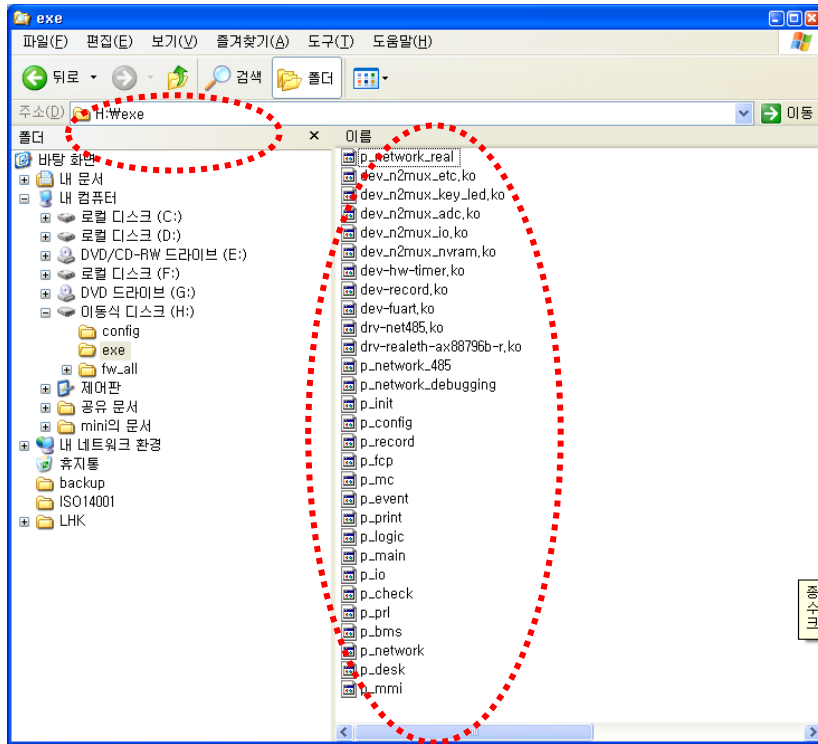 exe
파일(F) 편집(E) 보기(V) 즐겨찾기(A) 도구(T) 도움말(H)
뒤로 검색 폴더
주소(D) H:₩exe 이동
폴더 이름
바탕 화면
내 문서
내 컴퓨터
로컬 디스크 (C:)
로컬 디스크 (D:)
DVD/CD-RW 드라이브 (E:)
로컬 디스크 (F:)
DVD 드라이브 (G:)
이동식 디스크 (H:)
config
exe
fw_all
제어판
공유 문서
mini의 문서
내 네트워크 환경
휴지통
backup
ISO14001
LHK
p_network_real
dev_n2mux_etc.ko
dev_n2mux_key_led.ko
dev_n2mux_adc.ko
dev_n2mux_io.ko
dev_n2mux_nvram.ko
dev-hw-timer.ko
dev-record.ko
dev-fuart.ko
drv-net485.ko
drv-realeth-ax88796b-r.ko
p_network_485
p_network_debugging
p_init
p_config
p_record
p_fcp
p_mc
p_event
p_print
p_logic
p_main
p_io
p_check
p_prl
p_bms
p_network
p_desk
p_mmi
종
수
크